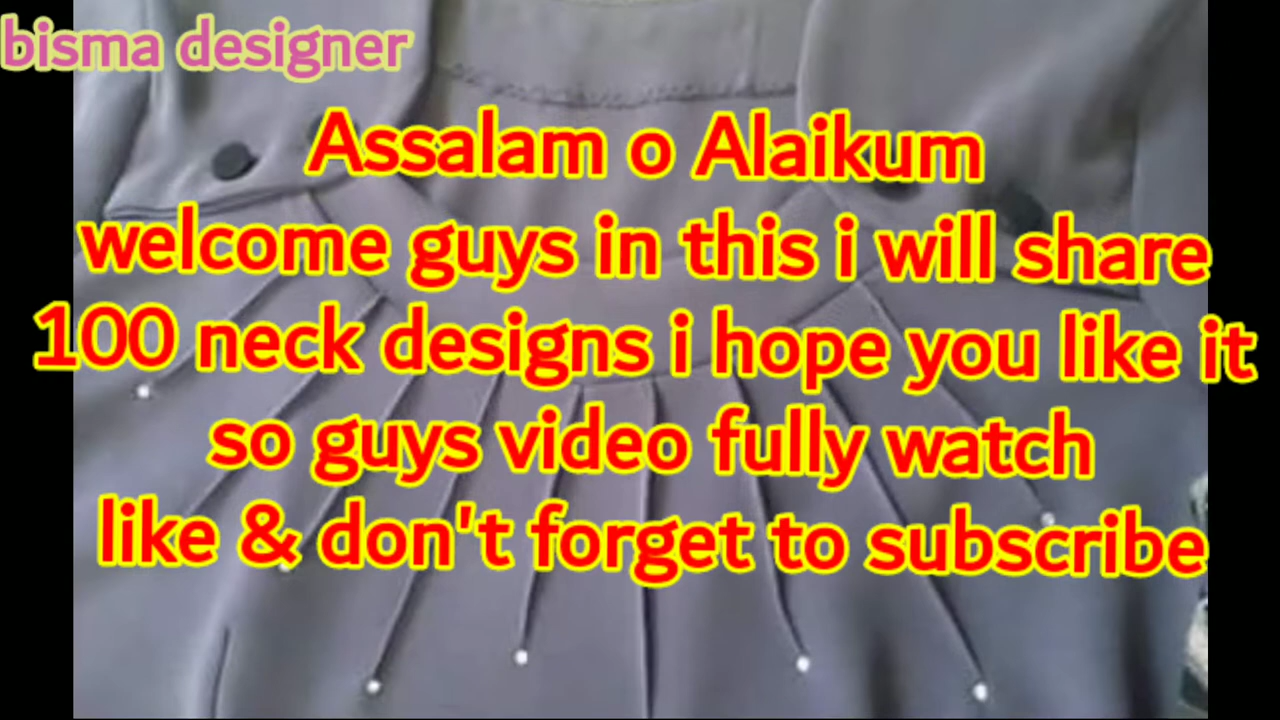 bisma designer
Assalam o Alaikum
welcome guys in this i will share
100 neck designs i hope you like it
so guys video fully watch
like & don't forget to subscribe